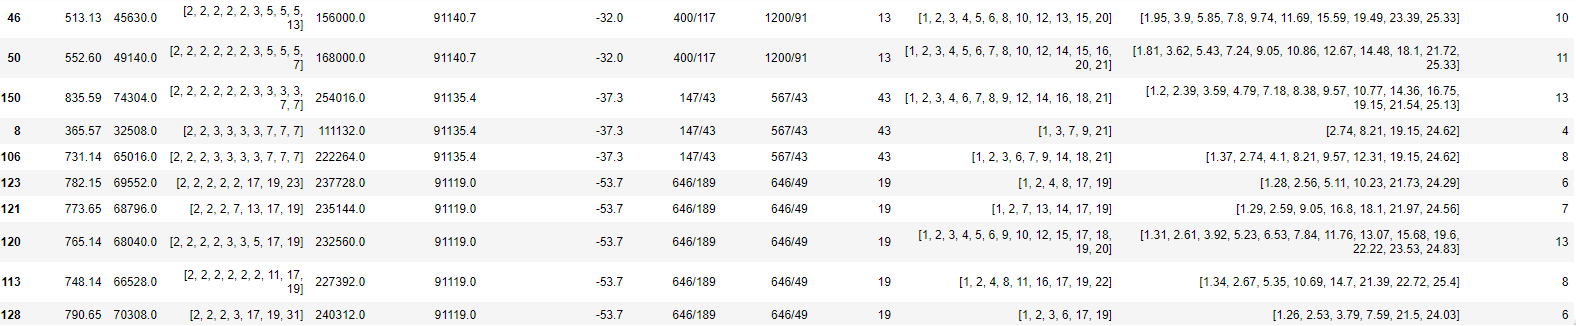 46 513.13 45630.0 [2, 2, 2, 2, 2, 3, 5, 5, 5, 13] 156000.0 91140.7 -32.0 400/117 1200/91 13 [1, 2, 3, 4, 5, 6, 8, 10, 12, 13, 15, 20] [1.95, 3.9, 5.85, 7.8, 9.74, 11.69, 15.59, 19.49, 23.39, 25.33] 10
50 552.60 49140.0 [2, 2, 2, 2, 2, 2, 3, 5, 5, 5, 7] 168000.0 91140.7 -32.0 400/117 1200/91 13 [1, 2, 3, 4, 5, 6, 7, 8, 10, 12, 14, 15, 16, 20, 21] [1.81, 3.62, 5.43, 7.24, 9.05, 10.86, 12.67, 14.48, 18.1, 21.72, 25.33] 11
150 835.59 74304.0 [2, 2, 2, 2, 2, 2, 3, 3, 3, 3, 7, 7] 254016.0 91135.4 -37.3 147/43 567/43 43 [1, 2, 3, 4, 6, 7, 8, 9, 12, 14, 16, 18, 21] [1.2, 2.39, 3.59, 4.79, 7.18, 8.38, 9.57, 10.77, 14.36, 16.75, 19.15, 21.54, 25.13] 13
8 365.57 32508.0 [2, 2, 3, 3, 3, 3, 7, 7, 7] 111132.0 91135.4 -37.3 147/43 567/43 43 [1, 3, 7, 9, 21] [2.74, 8.21, 19.15, 24.62] 4
106 731.14 65016.0 [2, 2, 2, 3, 3, 3, 3, 7, 7, 7] 222264.0 91135.4 -37.3 147/43 567/43 43 [1, 2, 3, 6, 7, 9, 14, 18, 21] [1.37, 2.74, 4.1, 8.21, 9.57, 12.31, 19.15, 24.62] 8
123 782.15 69552.0 [2, 2, 2, 2, 2, 17, 19, 23] 237728.0 91119.0 -53.7 646/189 646/49 19 [1, 2, 4, 8, 17, 19] [1.28, 2.56, 5.11, 10.23, 21.73, 24.29] 6
121 773.65 68796.0 [2, 2, 2, 7, 13, 17, 19] 235144.0 91119.0 -53.7 646/189 646/49 19 [1, 2, 7, 13, 14, 17, 19] [1.29, 2.59, 9.05, 16.8, 18.1, 21.97, 24.56] 7
120 765.14 68040.0 [2, 2, 2, 2, 3, 3, 5, 17, 19] 232560.0 91119.0 -53.7 646/189 646/49 19 [1, 2, 3, 4, 5, 6, 9, 10, 12, 15, 17, 18, 19, 20] [1.31, 2.61, 3.92, 5.23, 6.53, 7.84, 11.76, 13.07, 15.68, 19.6, 22.22, 23.53, 24.83] 13
113 748.14 66528.0 [2, 2, 2, 2, 2, 2, 11, 17, 19] 227392.0 91119.0 -53.7 646/189 646/49 19 [1, 2, 4, 8, 11, 16, 17, 19, 22] [1.34, 2.67, 5.35, 10.69, 14.7, 21.39, 22.72, 25.4] 8
128 790.65 70308.0 [2, 2, 2, 3, 17, 19, 31] 240312.0 91119.0 -53.7 646/189 646/49 19 [1, 2, 3, 6, 17, 19] [1.26, 2.53, 3.79, 7.59, 21.5, 24.03] 6